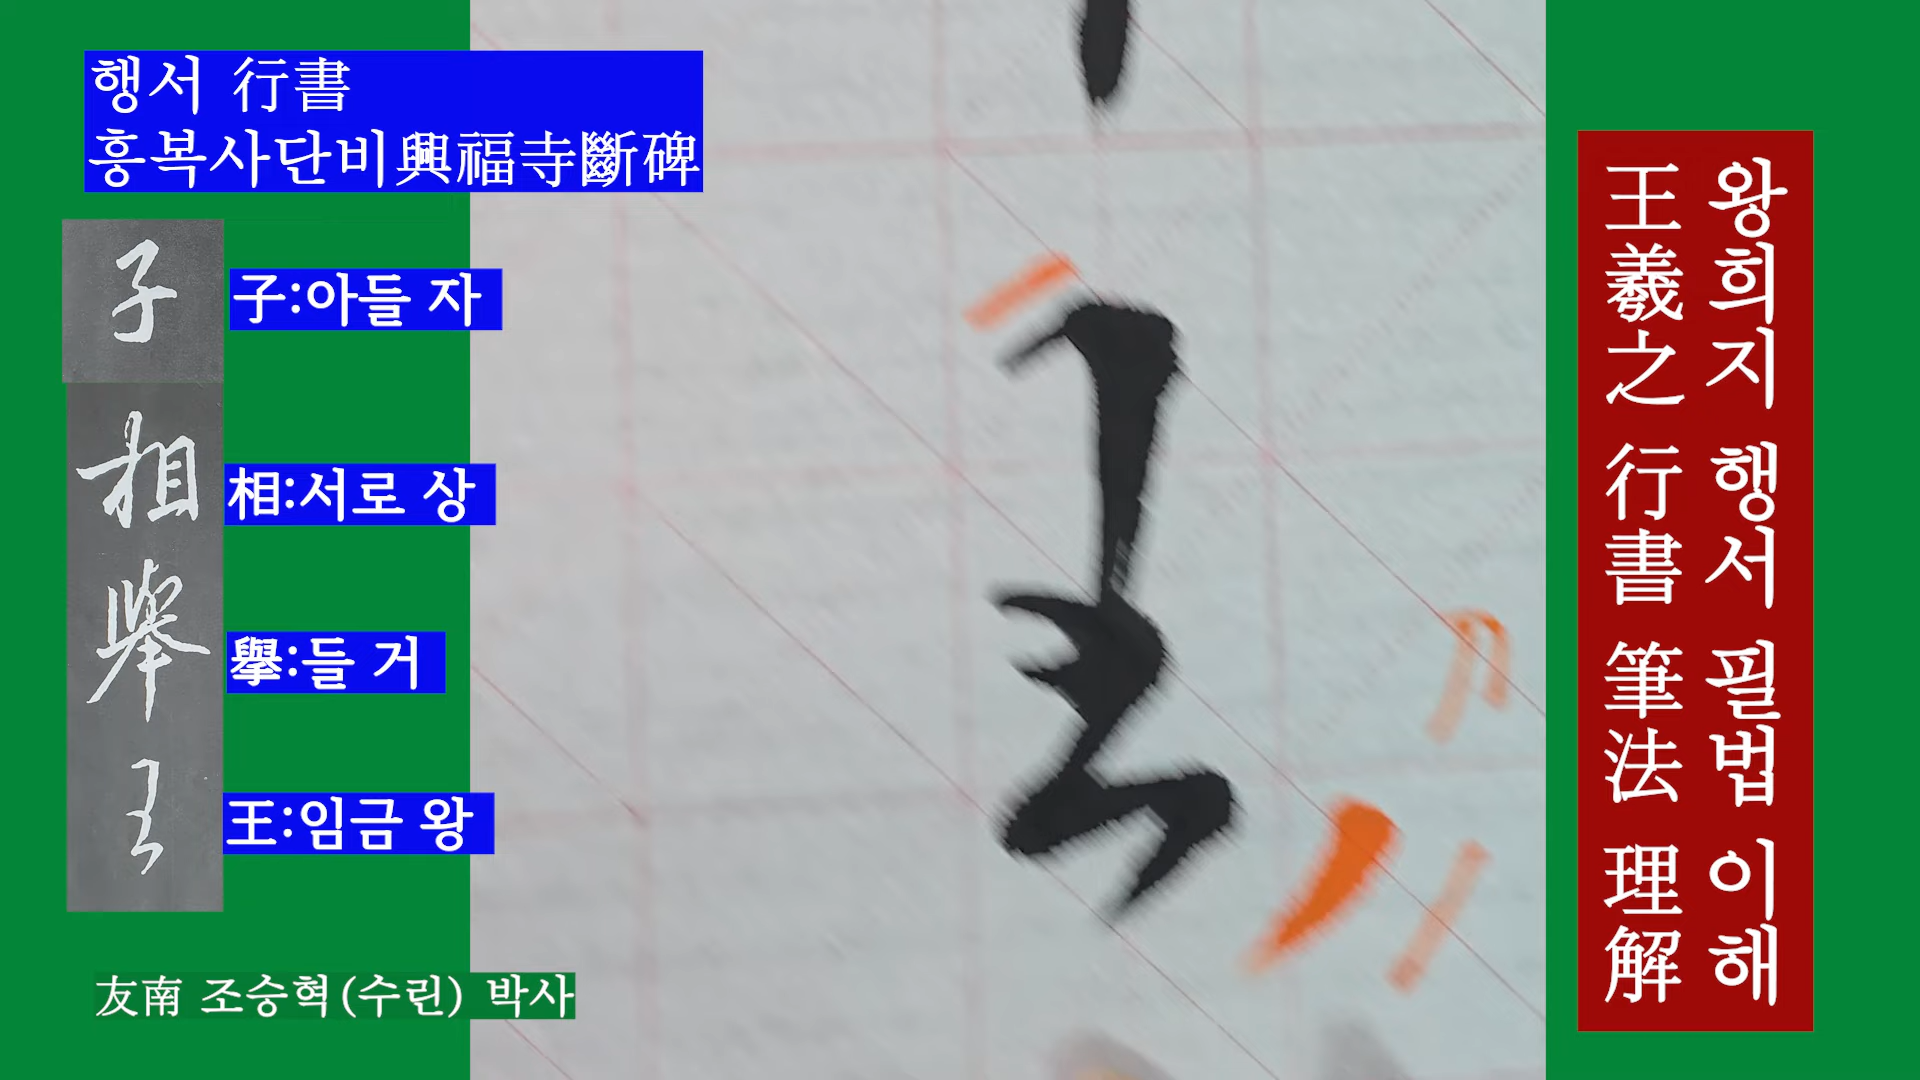 행서 行書
흥복사단비興福寺斷碑
子
子:아들 자
相
相:서로 상
擧
擧:들 거
王
王:임금 왕
友南 조승혁(수린) 박사
왕희지 행서 필법 이해
王羲之 行書 筆法 理解
王